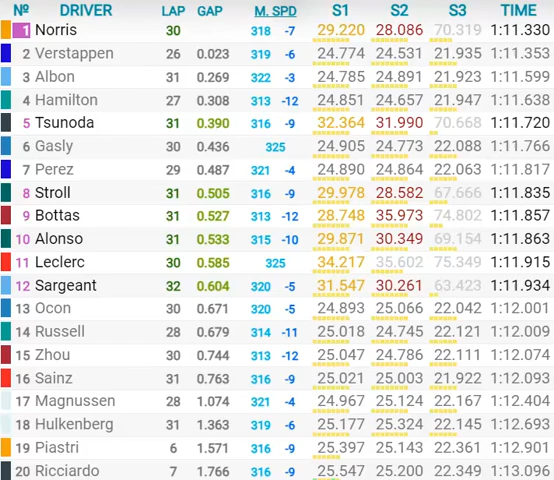 Nº DRIVER LAP GAP M. SPD S1 S2 S3 TIME
1 Norris 30 318 -7 29.220 28.086 70.319 1:11.330
2 Verstappen 26 0.023 319 -6 24.774 24.531 21.935 1:11.353
3 Albon 31 0.269 322 -3 24.785 24.891 21.923 1:11.599
4 Hamilton 27 0.308 313 -12 24.851 24.657 21.947 1:11.638
5 Tsunoda 31 0.390 316 -9 32.364 31.990 70.668 1:11.720
6 Gasly 30 0.436 325 24.905 24.773 22.088 1:11.766
7 Perez 29 0.487 321 -4 24.890 24.864 22.063 1:11.817
8 Stroll 31 0.505 316 -9 29.978 28.582 67.666 1:11.835
9 Bottas 31 0.527 313 -12 28.748 35.973 74.802 1:11.857
10 Alonso 31 0.533 315 -10 29.871 30.349 69.154 1:11.863
11 Leclerc 30 0.585 325 34.217 35.602 75.349 1:11.915
12 Sargeant 32 0.604 320 -5 31.547 30.261 63.423 1:11.934
13 Ocon 30 0.671 320 -5 24.893 25.066 22.042 1:12.001
14 Russell 28 0.679 314 -11 25.018 24.745 22.121 1:12.009
15 Zhou 30 0.744 313 -12 25.047 24.786 22.111 1:12.074
16 Sainz 31 0.763 316 -9 25.021 25.003 21.922 1:12.093
17 Magnussen 28 1.074 321 -4 24.967 25.124 22.167 1:12.404
18 Hulkenberg 31 1.363 319 -6 25.177 25.324 22.145 1:12.693
19 Piastri 6 1.571 316 -9 25.397 25.143 22.361 1:12.901
20 Ricciardo 7 1.766 316 -9 25.547 25.200 22.349 1:13.096